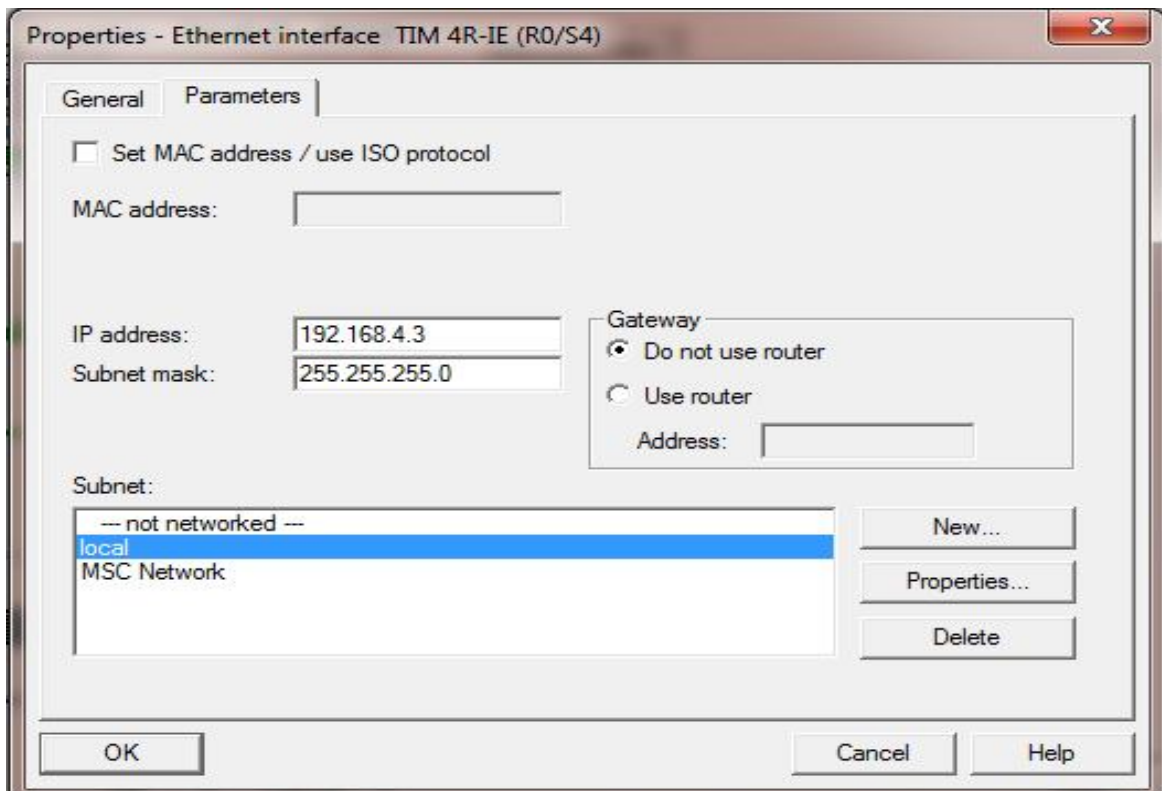 Properties - Ethernet interface  TIM 4R-IE (R0/S4)
General
Parameters
Set MAC address / use ISO protocol
MAC address:
IP address:
192.168.4.3
Subnet mask:
255.255.255.0
Gateway
Do not use router
Use router
Address:
Subnet:
--- not networked ---
local
MSC Network
New...
Properties...
Delete
OK
Cancel
Help